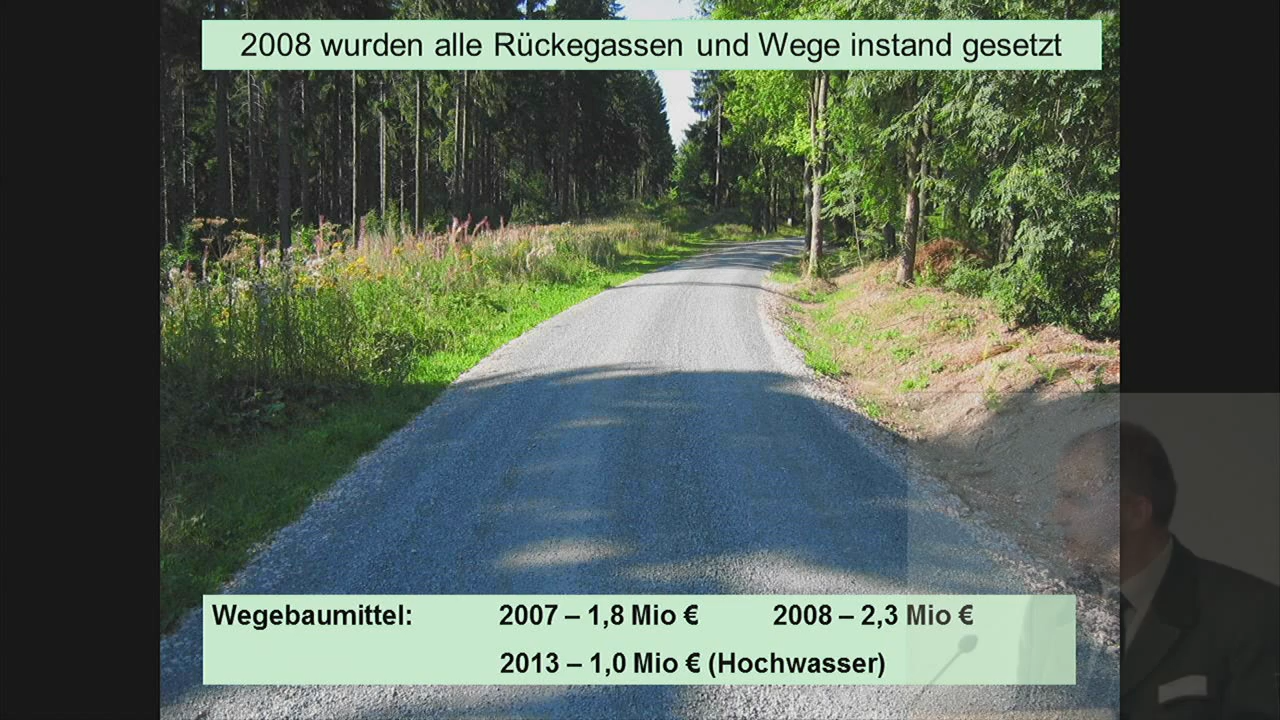 2008 wurden alle Rückegassen und Wege instand gesetzt
Wegebaumittel: 2007 – 1,8 Mio € 2008 – 2,3 Mio €
2013 – 1,0 Mio € (Hochwasser)